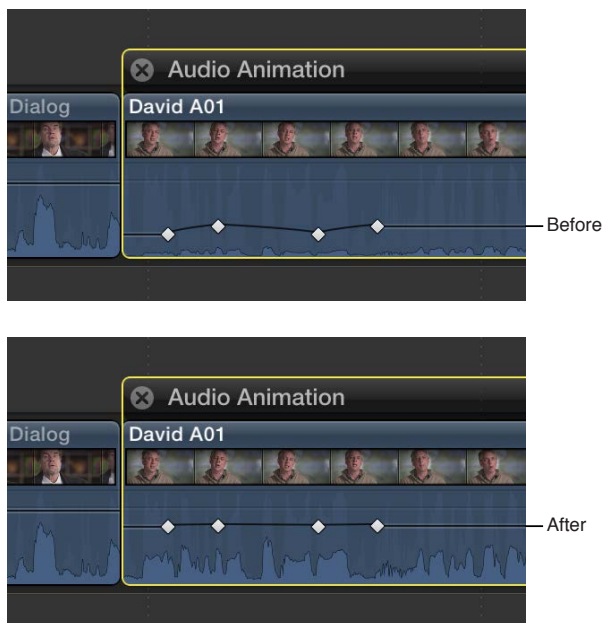 Audio Animation
Dialog
David A01
Before
Audio Animation
Dialog
David A01
After